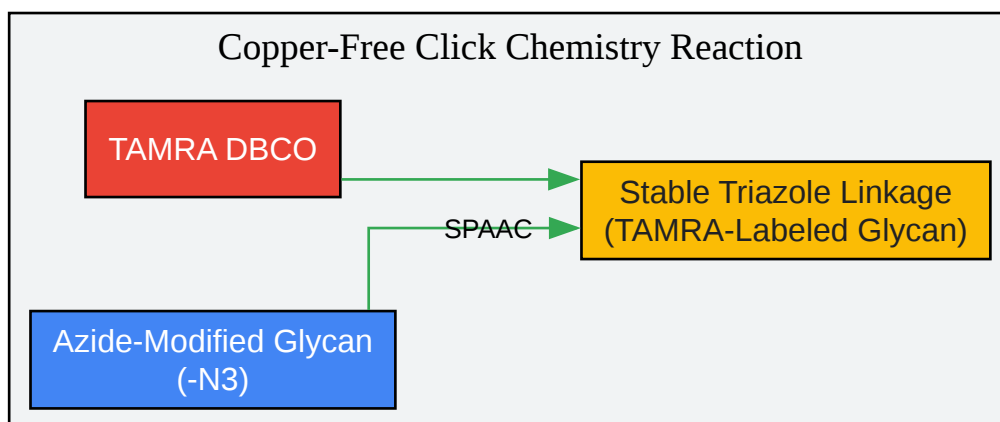 Copper-Free Click Chemistry Reaction
TAMRA DBCO
Stable Triazole Linkage
(TAMRA-Labeled Glycan)
SPAAC
Azide-Modified Glycan
(-N3)